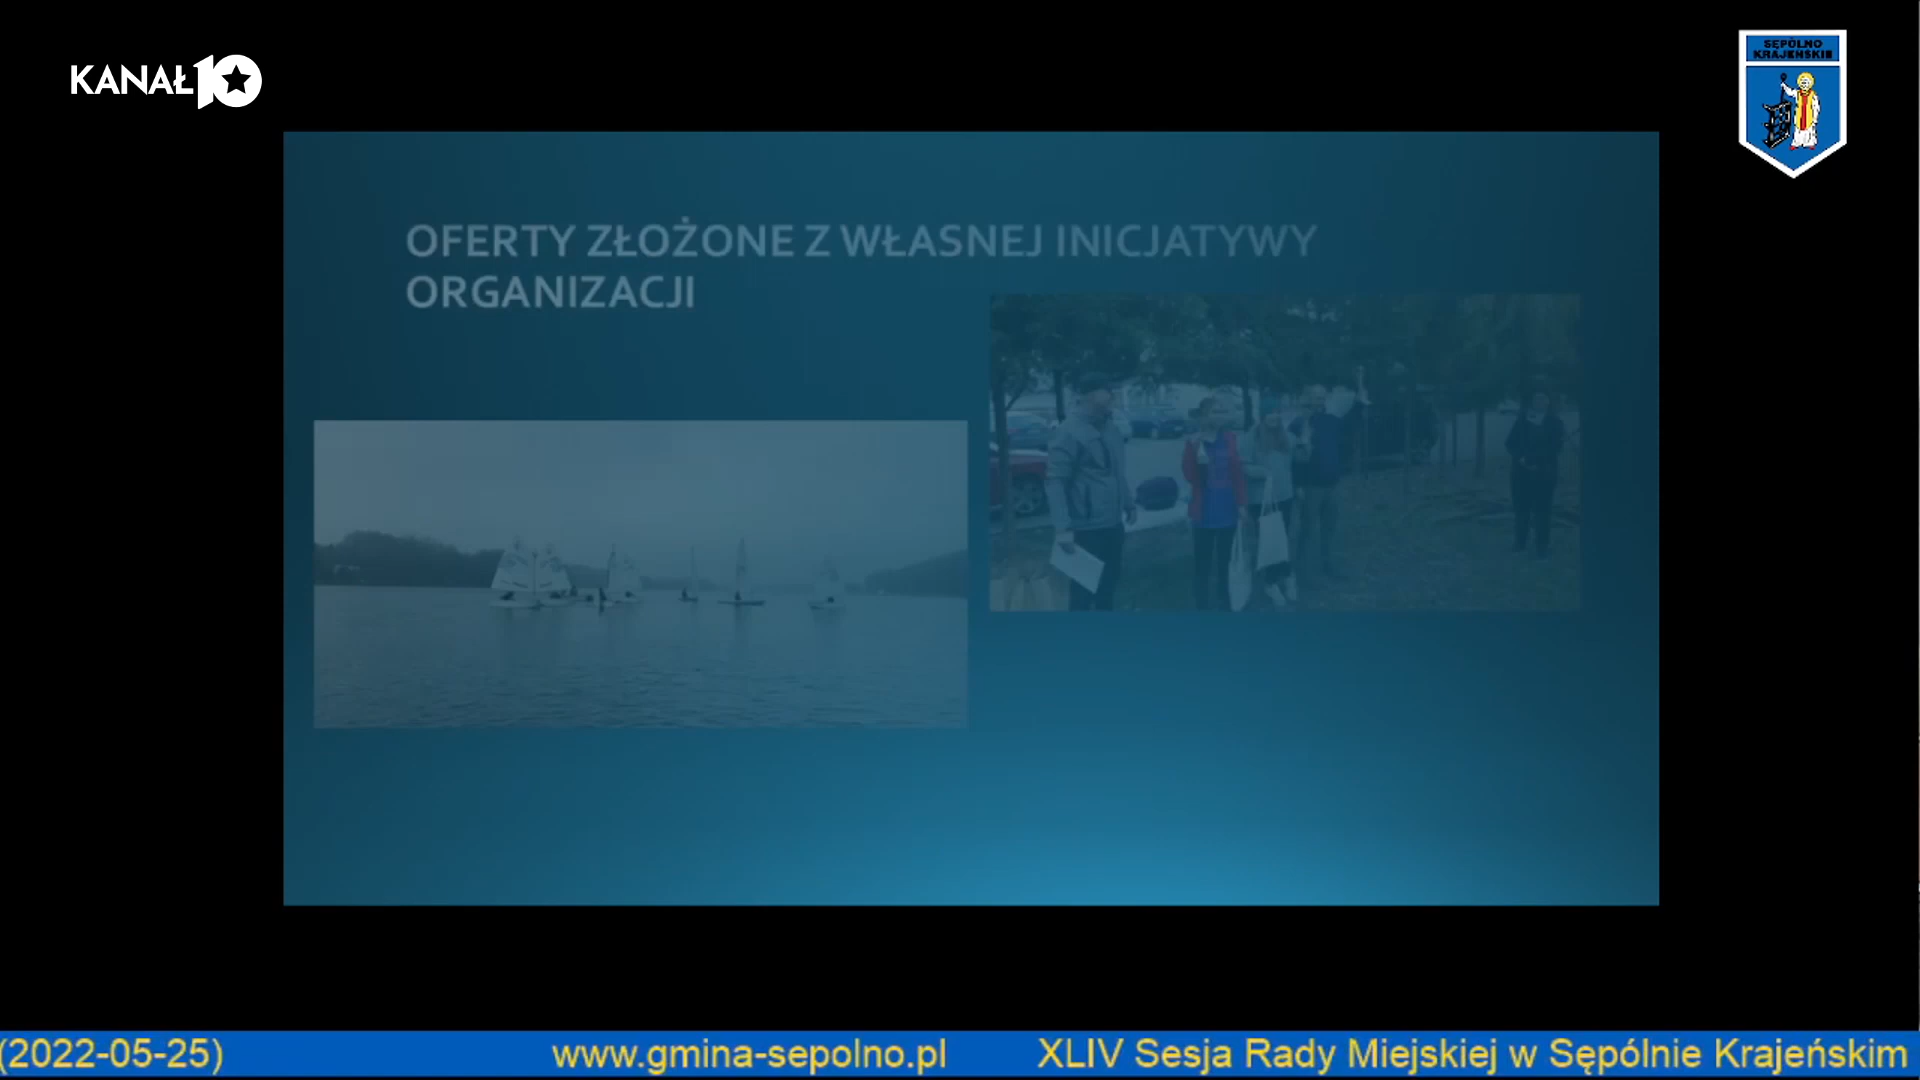 KANAŁ10
SĘPÓLNO
KRAJEŃSKIE
OFERTY ZŁOŻONE Z WŁASNEJ INICJATYWY
ORGANIZACJI
(2022-05-25) www.gmina-sepolno.pl XLIV Sesja Rady Miejskiej w Sępólnie Krajeńskim